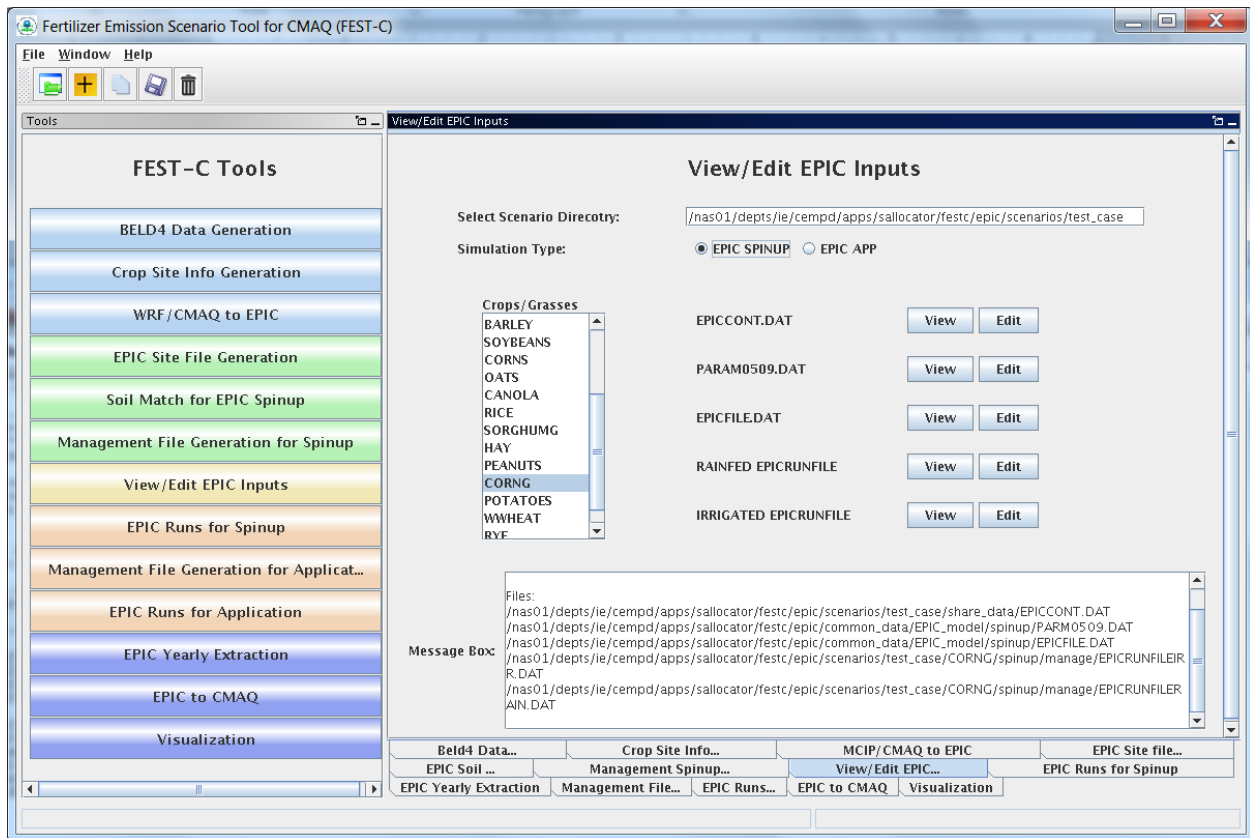 Fertilizer Emission Scenario Tool for CMAQ (FEST-C)
File Window Help
Tools
View/Edit EPIC Inputs
FEST-C Tools
BELD4 Data Generation
Crop Site Info Generation
WRF/CMAQ to EPIC
EPIC Site File Generation
Soil Match for EPIC Spinup
Management File Generation for Spinup
View/Edit EPIC Inputs
EPIC Runs for Spinup
Management File Generation for Applicat...
EPIC Runs for Application
EPIC Yearly Extraction
EPIC to CMAQ
Visualization
View/Edit EPIC Inputs
Select Scenario Direcotry: /nas01/depts/ie/cempd/apps/sallocator/festc/epic/scenarios/test_case
Simulation Type: EPIC SPINUP EPIC APP
Crops/Grasses
BARLEY
SOYBEANS
CORNS
OATS
CANOLA
RICE
SORGHUMG
HAY
PEANUTS
CORNG
POTATOES
WWHEAT
RYE
EPICCONT.DAT View Edit
PARAM0509.DAT View Edit
EPICFILE.DAT View Edit
RAINFED EPICRUNFILE View Edit
IRRIGATED EPICRUNFILE View Edit
Message Box:
Files:
/nas01/depts/ie/cempd/apps/sallocator/festc/epic/scenarios/test_case/share_data/EPICCONT.DAT
/nas01/depts/ie/cempd/apps/sallocator/festc/epic/common_data/EPIC_model/spinup/PARM0509.DAT
/nas01/depts/ie/cempd/apps/sallocator/festc/epic/common_data/EPIC_model/spinup/EPICFILE.DAT
/nas01/depts/ie/cempd/apps/sallocator/festc/epic/scenarios/test_case/CORNG/spinup/manage/EPICRUNFILEIR
R.DAT
/nas01/depts/ie/cempd/apps/sallocator/festc/epic/scenarios/test_case/CORNG/spinup/manage/EPICRUNFILER
AIN.DAT
Beld4 Data... Crop Site Info... MCIP/CMAQ to EPIC EPIC Site file...
EPIC Soil ... Management Spinup... View/Edit EPIC... EPIC Runs for Spinup
EPIC Yearly Extraction Management File... EPIC Runs... EPIC to CMAQ Visualization